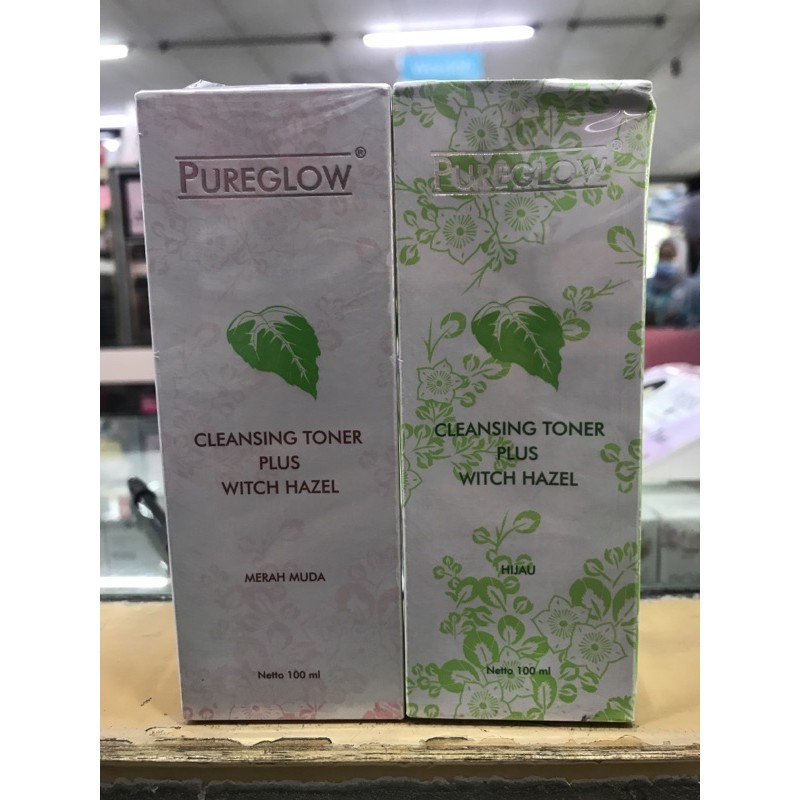 PUREGLOW®
CLEANSING TONER
PLUS
WITCH HAZEL
MERAH MUDA
Netto 100 ml
PUREGLOW
CLEANSING TONER
PLUS
WITCH HAZEL
HIJAU
Netto 100 ml